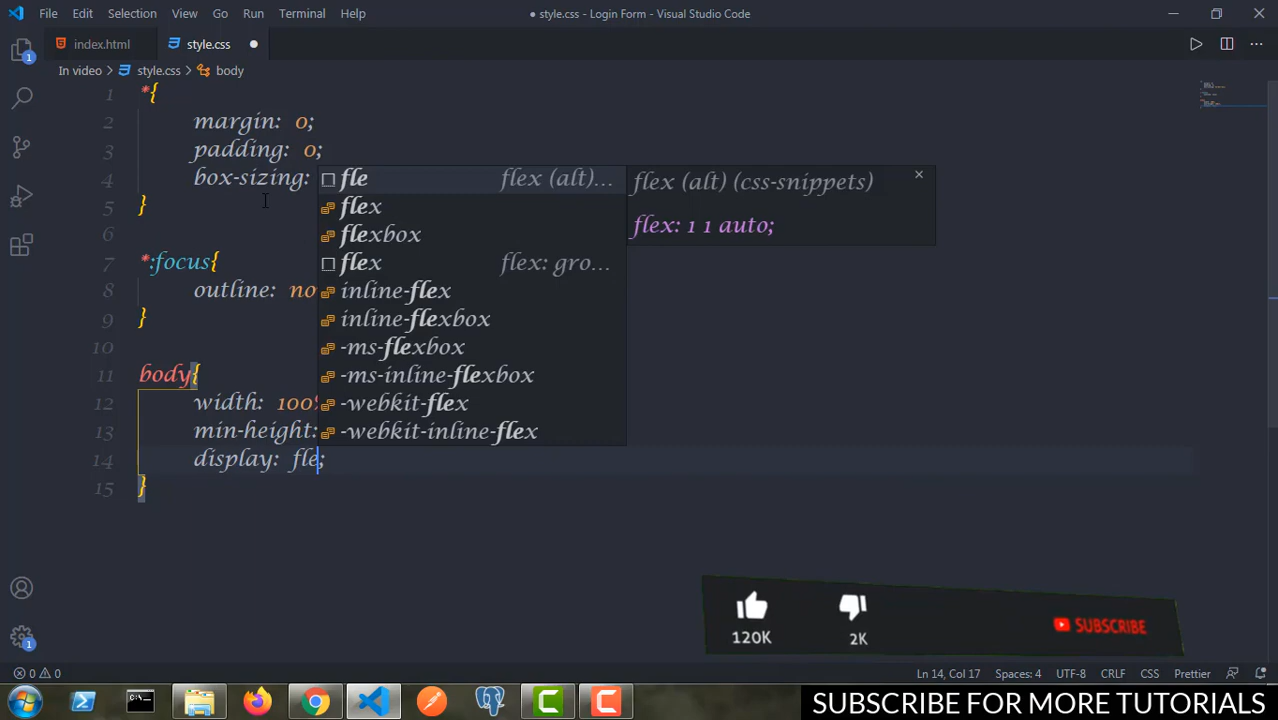 File Edit Selection View Go Run Terminal Help
● style.css - Login Form - Visual Studio Code
index.html style.css ●
In video > style.css > body
1 *{
2 margin: 0;
3 padding: 0;
4 box-sizing:
5 }
6
7 *:focus{
8 outline: no
9 }
10
11 body{
12 width: 100%
13 min-height:
14 display: fle;
15 }
fle flex (alt)...
flex
flexbox
flex flex: gro...
inline-flex
inline-flexbox
-ms-flexbox
-ms-inline-flexbox
-webkit-flex
-webkit-inline-flex
flex (alt) (css-snippets)
flex: 1 1 auto;
1
1
120K 2K SUBSCRIBE
0 0 Ln 14, Col 17 Spaces: 4 UTF-8 CRLF CSS Prettier
SUBSCRIBE FOR MORE TUTORIALS